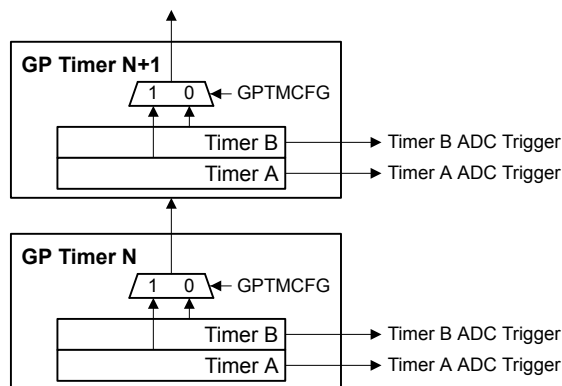 GP Timer N+1
1 0 GPTMCFG
Timer B Timer B ADC Trigger
Timer A Timer A ADC Trigger
GP Timer N
1 0 GPTMCFG
Timer B Timer B ADC Trigger
Timer A Timer A ADC Trigger